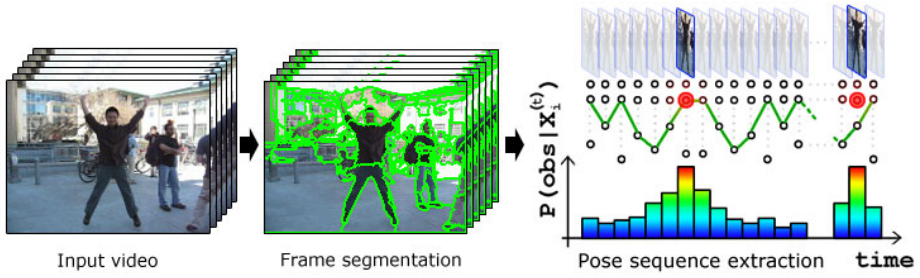 P(obs|X_i^(t))
Input video
Frame segmentation
Pose sequence extraction
time